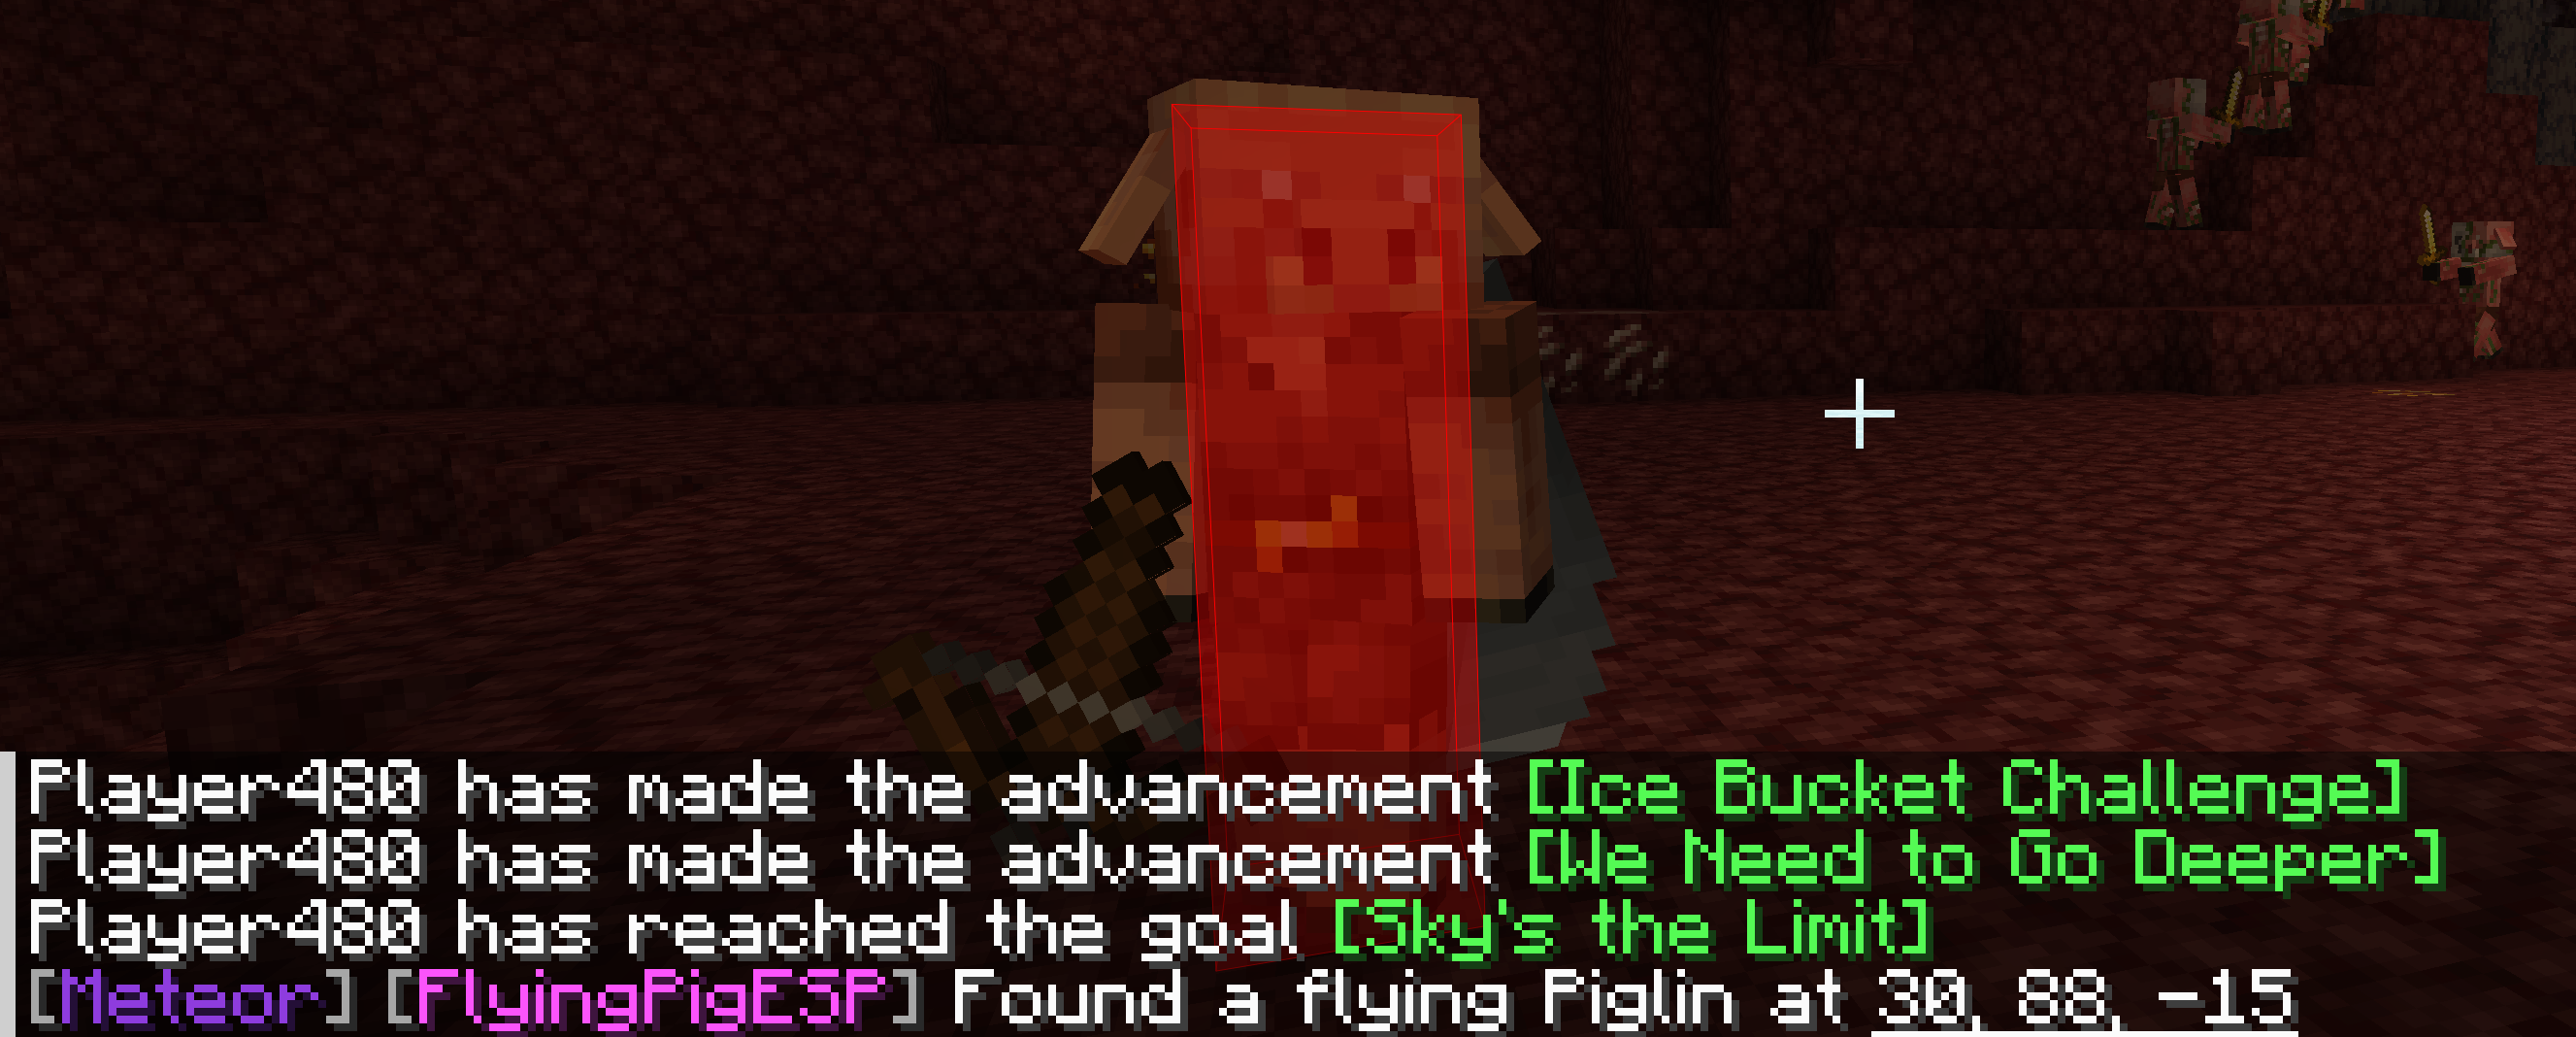 Player480 has made the advancement [Ice Bucket Challenge]
Player480 has made the advancement [We Need to Go Deeper]
Player480 has reached the goal [Sky's the Limit]
[Meteor] [FlyingPigESP] Found a flying Piglin at 30, 88, -15